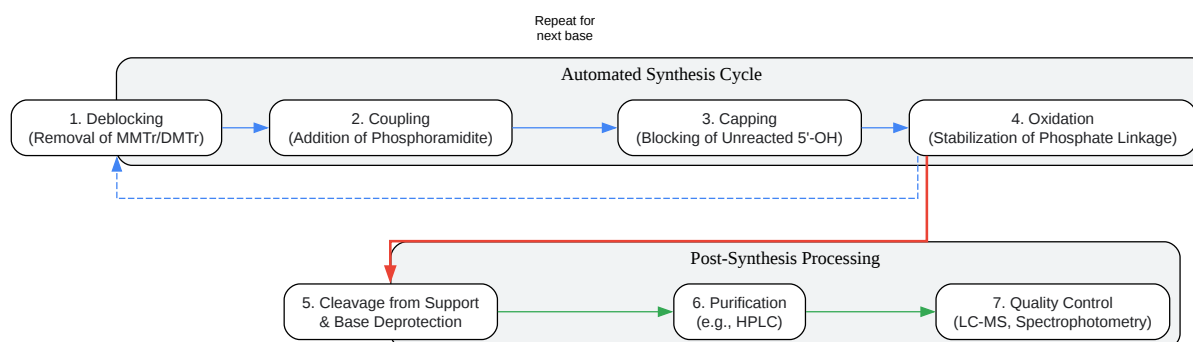 Repeat for
next base
Automated Synthesis Cycle
1. Deblocking
(Removal of MMTr/DMTr)
2. Coupling
(Addition of Phosphoramidite)
3. Capping
(Blocking of Unreacted 5'-OH)
4. Oxidation
(Stabilization of Phosphate Linkage)
Post-Synthesis Processing
5. Cleavage from Support
& Base Deprotection
6. Purification
(e.g., HPLC)
7. Quality Control
(LC-MS, Spectrophotometry)